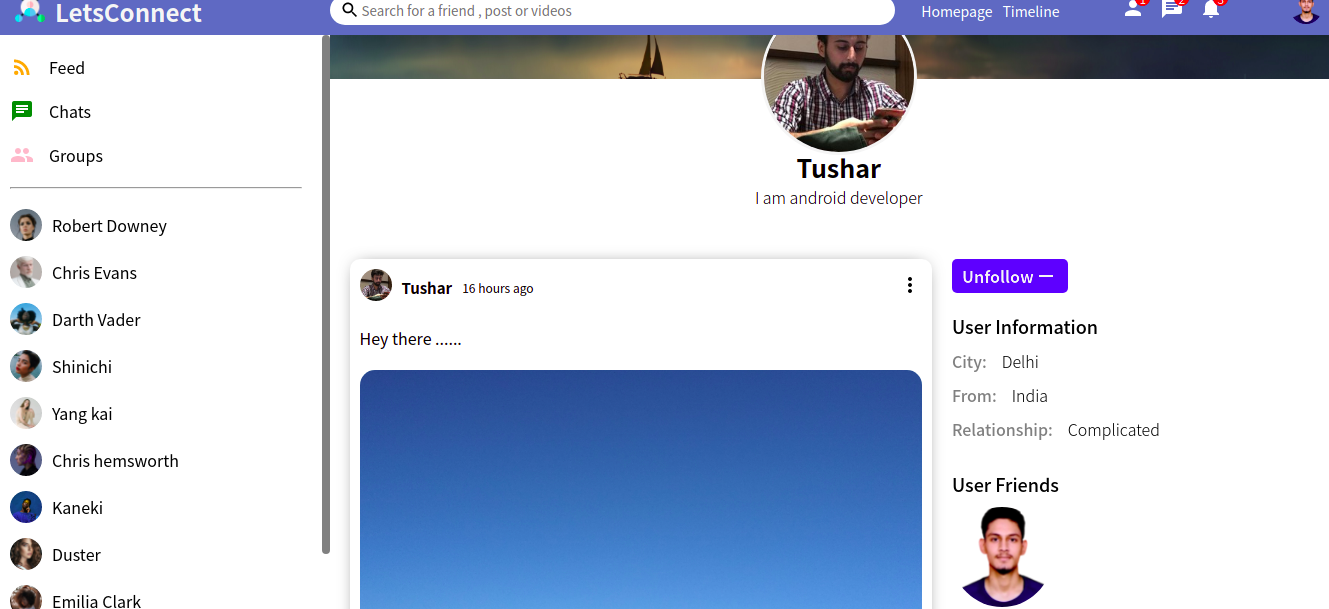 LetsConnect
Search for a friend , post or videos
Homepage Timeline
1
2
Feed
Chats
Groups
Robert Downey
Chris Evans
Darth Vader
Shinichi
Yang kai
Chris hemsworth
Kaneki
Duster
Emilia Clark
Tushar
I am android developer
Tushar 16 hours ago
Hey there ......
Unfollow
User Information
City: Delhi
From: India
Relationship: Complicated
User Friends